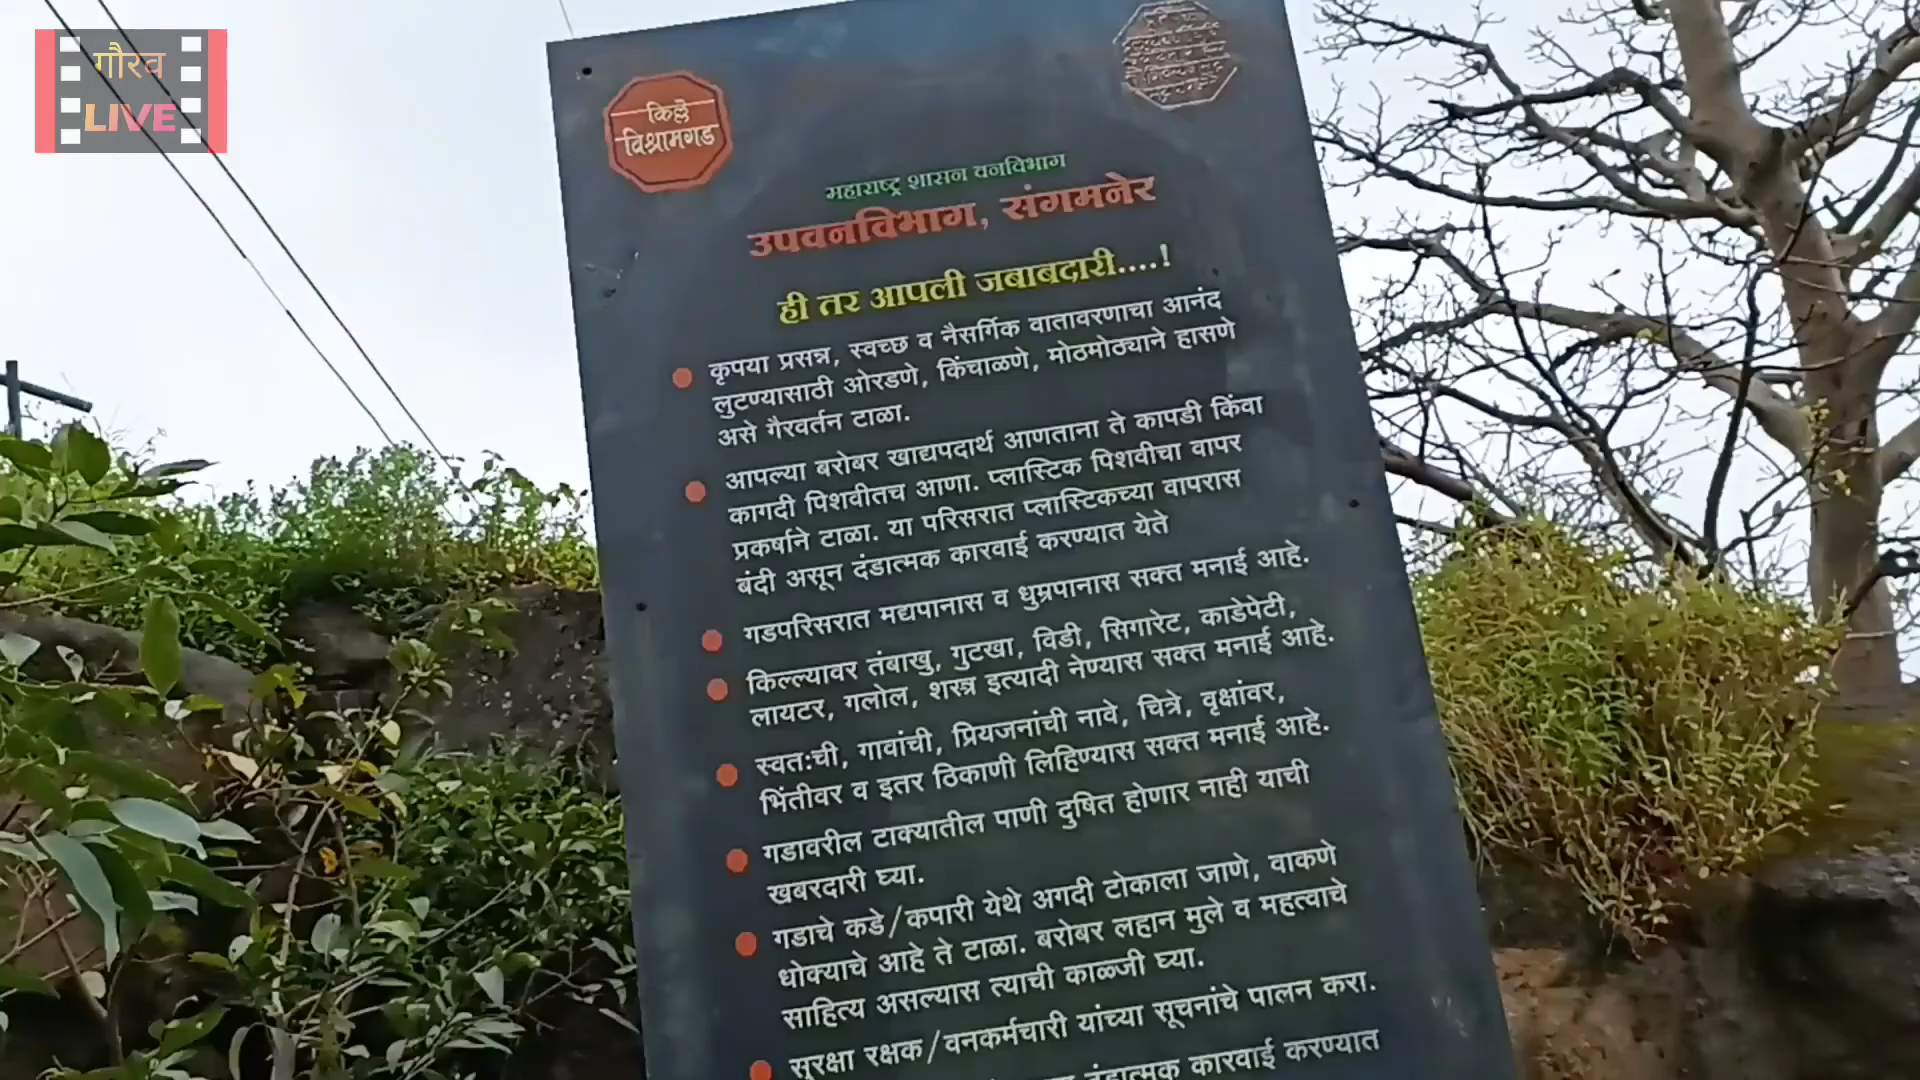 गौरव
LIVE
किल्ले
विश्रामगड
महाराष्ट्र शासन वनविभाग
उपवनविभाग, संगमनेर
ही तर आपली जबाबदारी....!
कृपया प्रसन्न, स्वच्छ व नैसर्गिक वातावरणाचा आनंद
लुटण्यासाठी ओरडणे, किंचाळणे, मोठमोठ्याने हासणे
असे गैरवर्तन टाळा.
आपल्या बरोबर खाद्यपदार्थ आणताना ते कापडी किंवा
कागदी पिशवीतच आणा. प्लास्टिक पिशवीचा वापर
प्रकर्षाने टाळा. या परिसरात प्लास्टिकच्या वापरास
बंदी असून दंडात्मक कारवाई करण्यात येते
गडपरिसरात मद्यपानास व धुम्रपानास सक्त मनाई आहे.
किल्ल्यावर तंबाखु, गुटखा, विडी, सिगारेट, काडेपेटी,
लायटर, गलोल, शस्त्र इत्यादी नेण्यास सक्त मनाई आहे.
स्वत:ची, गावांची, प्रियजनांची नावे, चित्रे, वृक्षांवर,
भिंतीवर व इतर ठिकाणी लिहिण्यास सक्त मनाई आहे.
गडावरील टाक्यातील पाणी दुषित होणार नाही याची
खबरदारी घ्या.
गडाचे कडे/कपारी येथे अगदी टोकाला जाणे, वाकणे
धोक्याचे आहे ते टाळा. बरोबर लहान मुले व महत्वाचे
साहित्य असल्यास त्याची काळ्जी घ्या.
सुरक्षा रक्षक/वनकर्मचारी यांच्या सूचनांचे पालन करा.
दंडात्मक कारवाई करण्यात